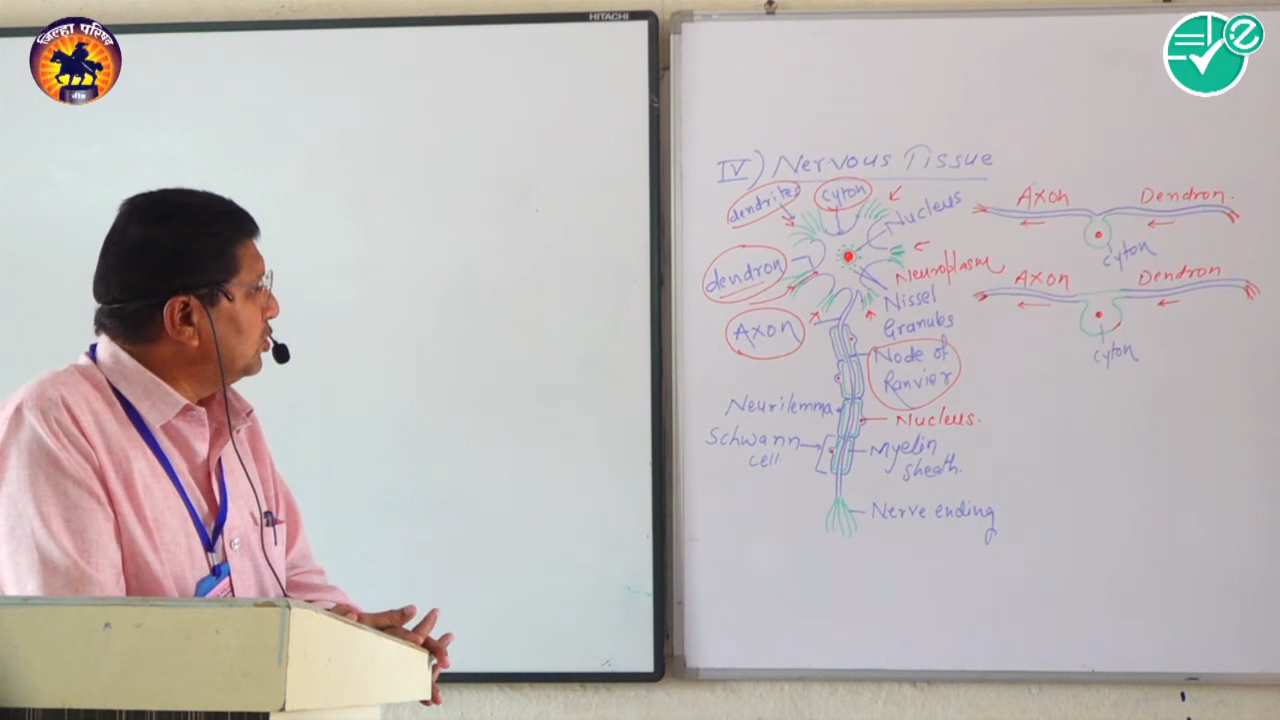 HITACHI
जिल्हा परिषद
बीड
IV) Nervous Tissue
dendrites
cyton
Nucleus
dendron
Neuroplasm
Nissel
Granubs
Axon
Node of
Ranvier
Neurilemma
Nucleus.
Schwann
cell
Myelin
sheath.
Nerve ending
Axon Dendron.
cyton
Axon Dendron
cyton